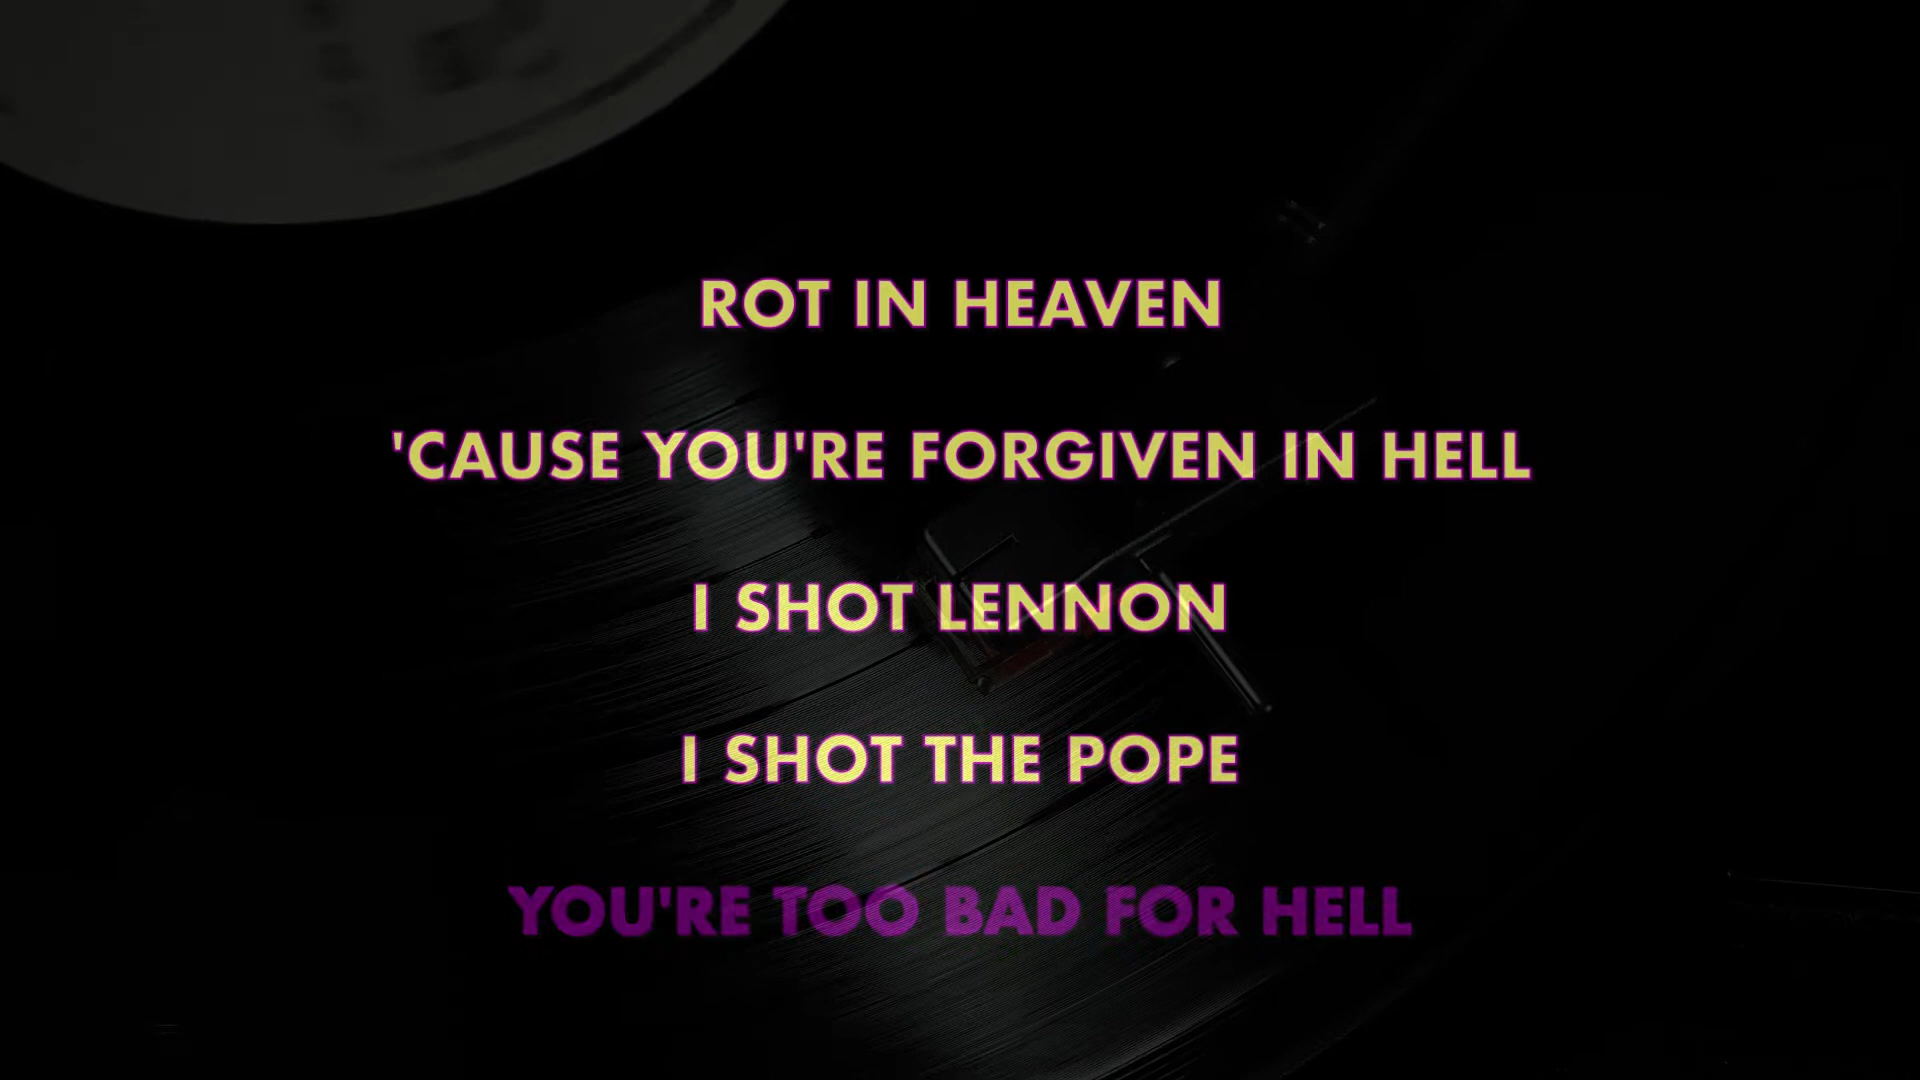 ROT IN HEAVEN
'CAUSE YOU'RE FORGIVEN IN HELL
I SHOT LENNON
I SHOT THE POPE
YOU'RE TOO BAD FOR HELL